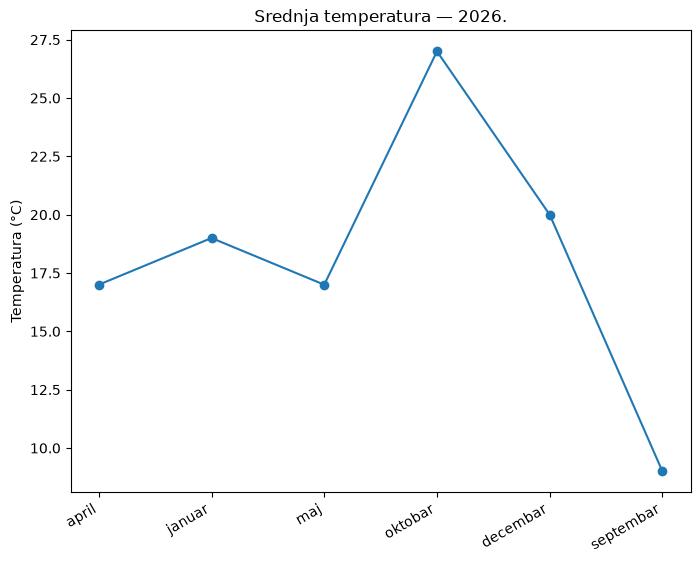 Srednja temperatura — 2026.
Temperatura (°C)
27.5
25.0
22.5
20.0
17.5
15.0
12.5
10.0
april
januar
maj
oktobar
decembar
septembar